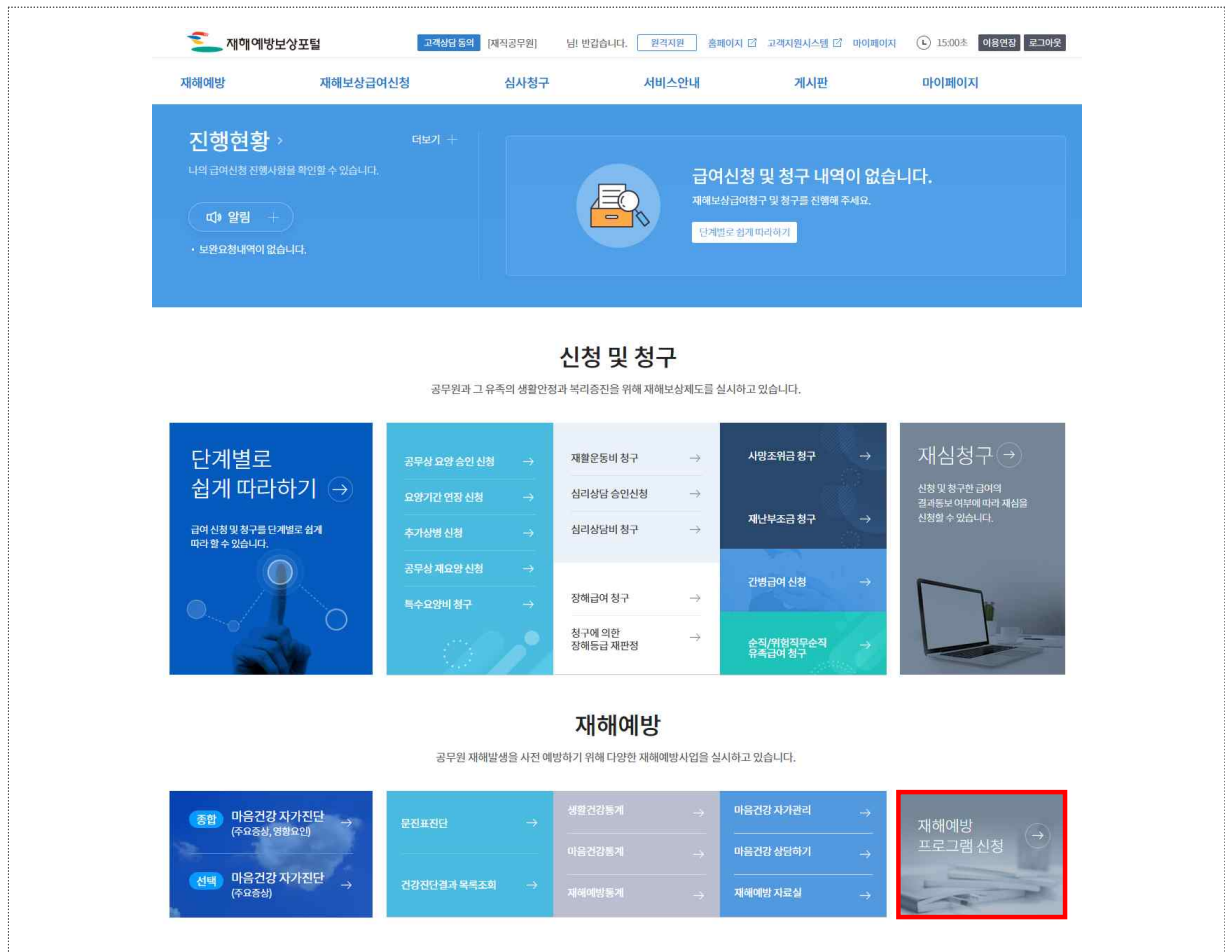 재해예방보상포털
고객상담 동의 [재직공무원] 님! 반갑습니다. 원격지원 홈페이지 고객지원시스템 마이페이지 15:00초 이용연장 로그아웃
재해예방 재해보상급여신청 심사청구 서비스안내 게시판 마이페이지
진행현황 >
더보기 +
나의 급여신청 진행사항을 확인할 수 있습니다.
알림 +
• 보완요청내역이 없습니다.
급여신청 및 청구 내역이 없습니다.
재해보상급여청구 및 청구를 진행해 주세요.
단계별로 쉽게 따라하기
신청 및 청구
공무원과 그 유족의 생활안정과 복리증진을 위해 재해보상제도를 실시하고 있습니다.
단계별로
쉽게 따라하기 →
급여 신청 및 청구를 단계별로 쉽게
따라 할 수 있습니다.
공무상 요양 승인 신청 →
요양기간 연장 신청 →
추가상병 신청 →
공무상 재요양 신청 →
특수요양비 청구 →
재활운동비 청구 →
심리상담 승인신청 →
심리상담비 청구 →
장해급여 청구 →
청구에 의한
장해등급 재판정 →
사망조위금 청구 →
재난부조금 청구 →
간병급여 신청 →
순직/위험직무순직
유족급여 청구 →
재심청구 →
신청 및 청구한 급여의
결과통보 여부에 따라 재심을
신청할 수 있습니다.
재해예방
공무원 재해발생을 사전 예방하기 위해 다양한 재해예방사업을 실시하고 있습니다.
종합 마음건강 자가진단 →
(주요증상, 영향요인)
선택 마음건강 자가진단 →
(주요증상)
문진표진단 →
건강진단결과 목록조회 →
생활건강통계 →
마음건강통계 →
재해예방통계 →
마음건강 자가관리 →
마음건강 상담하기 →
재해예방 자료실 →
재해예방
프로그램 신청 →